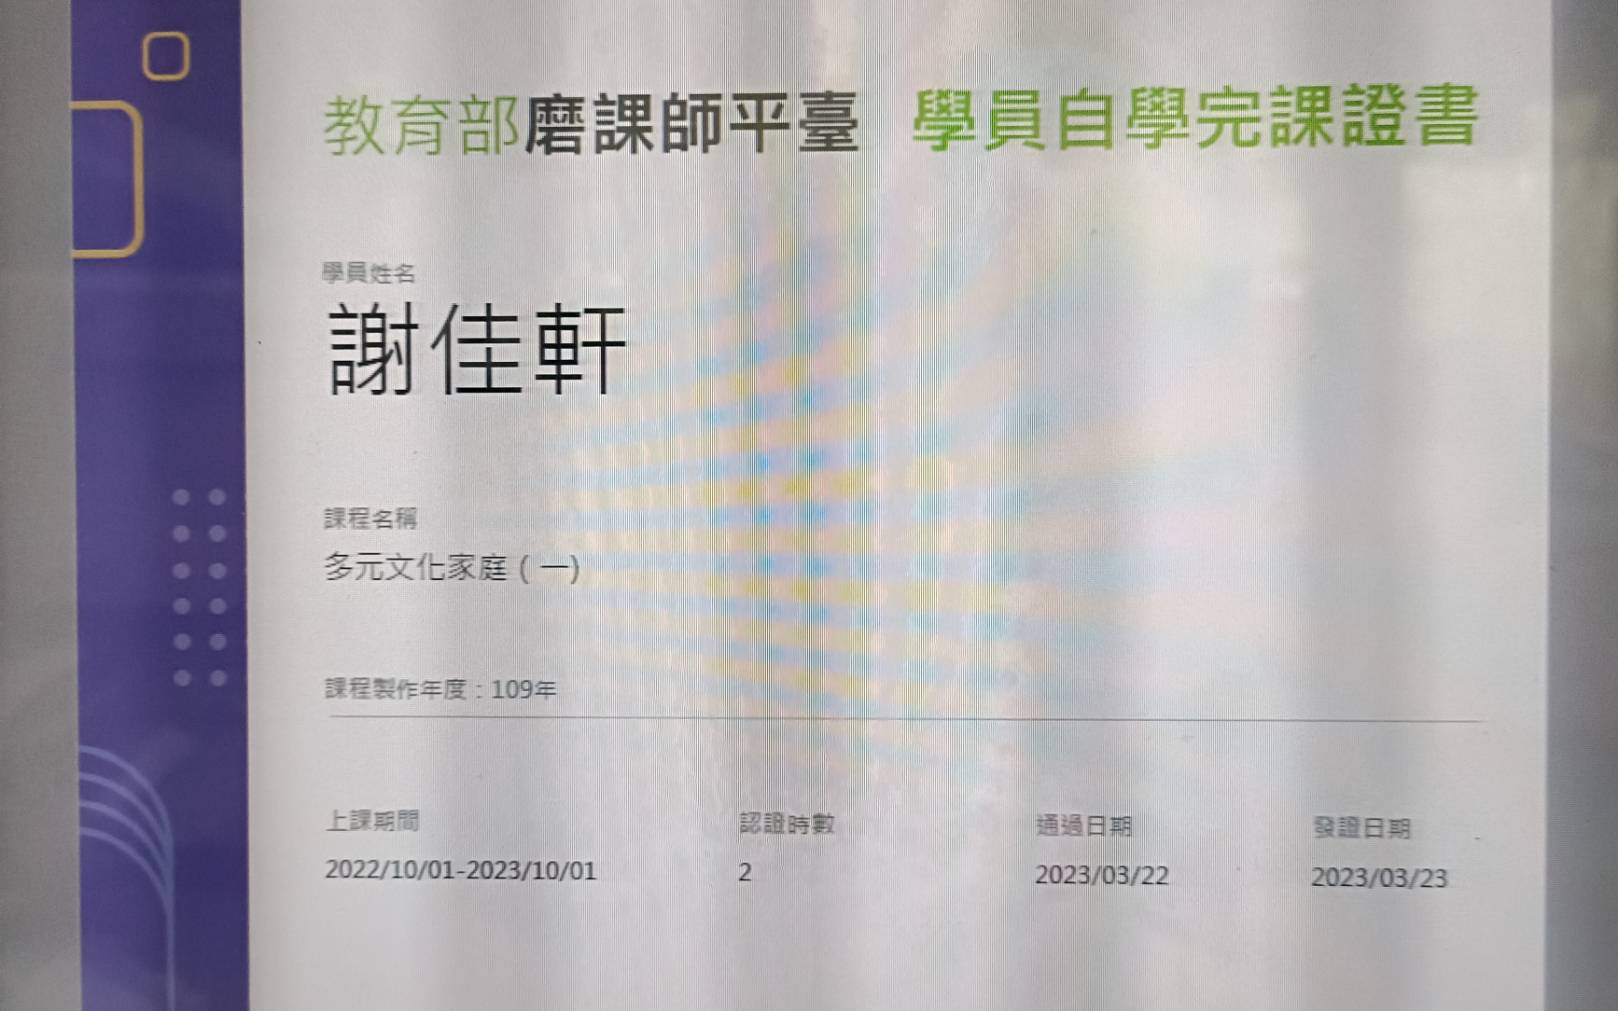 教育部磨課師平臺 學員自學完課證書
學員姓名
謝佳軒
課程名稱
多元文化家庭 ( 一)
課程製作年度：109年
上課期間 認證時數 通過日期 發證日期
2022/10/01-2023/10/01 2 2023/03/22 2023/03/23